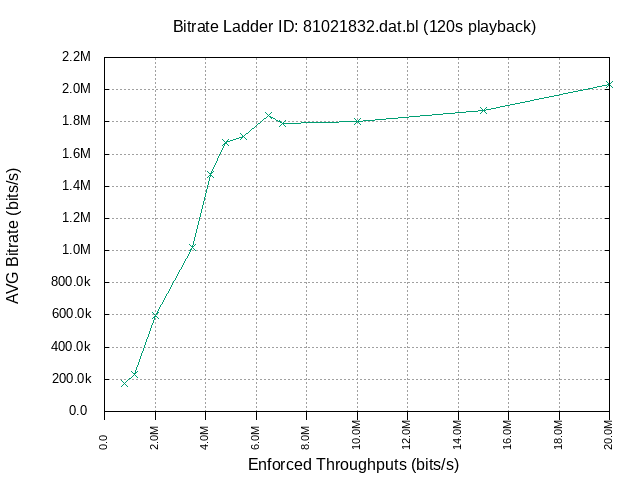 Bitrate Ladder ID: 81021832.dat.bl (120s playback)
2.2M
2.0M
1.8M
1.6M
1.4M
1.2M
1.0M
800.0k
600.0k
400.0k
200.0k
0.0
AVG Bitrate (bits/s)
0.0
2.0M
4.0M
6.0M
8.0M
10.0M
12.0M
14.0M
16.0M
18.0M
20.0M
Enforced Throughputs (bits/s)